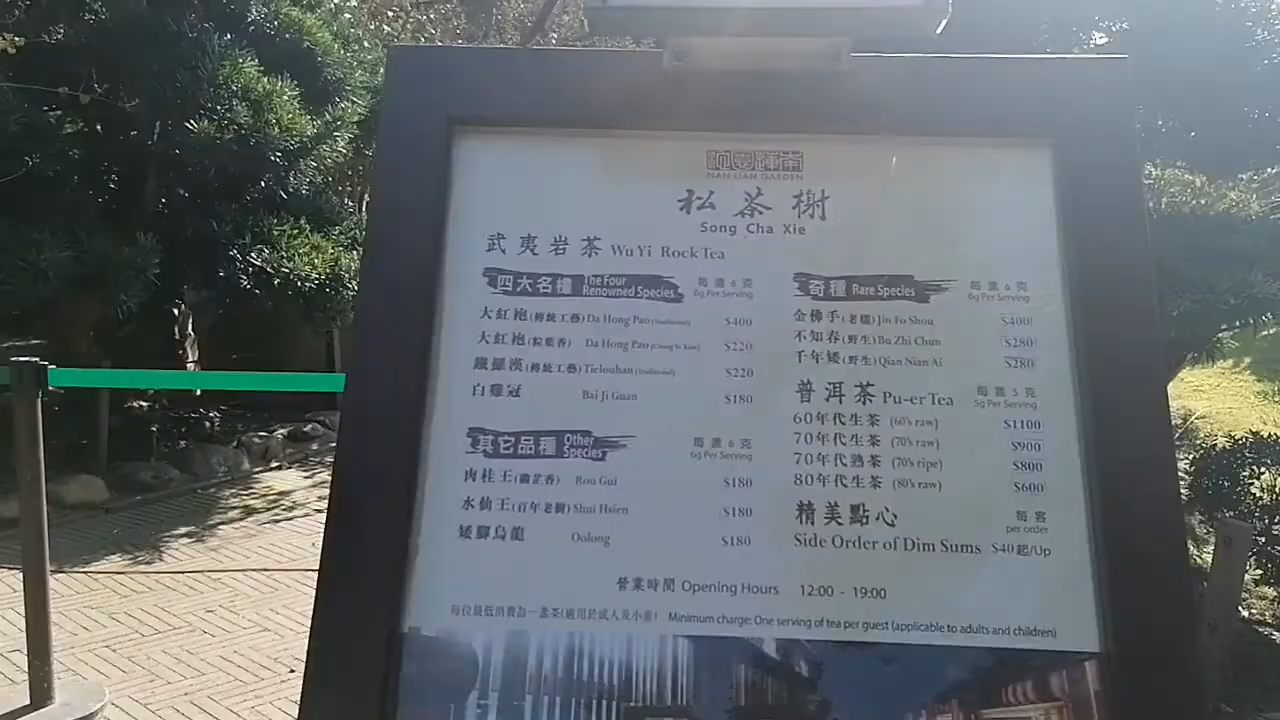 NAN LIAN GARDEN
松茶榭
Song Cha Xie
武夷岩茶 Wu Yi Rock Tea
四大名欉 The Four Renowned Species 每盞6克 6g Per Serving
大紅袍(傳統工藝) Da Hong Pao (Traditional) $400
大紅袍(粽葉香) Da Hong Pao $220
鐵羅漢(傳統工藝) Tieluohan (Traditional) $220
白雞冠 Bai Ji Guan $180
其它品種 Other Species 每盞6克 6g Per Serving
肉桂王 Rou Gui $180
水仙王(百年老樹) Shui Hsien $180
矮腳烏龍 Oolong $180
奇種 Rare Species 每盞6克 6g Per Serving
金佛手(老欉) Jin Fo Shou $400
不知春(野生) Bu Zhi Chun $280
千年矮(野生) Qian Nian Ai $280
普洱茶 Pu-er Tea 每盞5克 5g Per Serving
60年代生茶 (60's raw) $1100
70年代生茶 (70's raw) $900
70年代熟茶 (70's ripe) $800
80年代生茶 (80's raw) $600
精美點心 每客 per order
Side Order of Dim Sums $40起/Up
營業時間 Opening Hours 12:00 - 19:00
每位最低消費為一盞茶(適用於成人及小童) Minimum charge: One serving of tea per guest (applicable to adults and children)